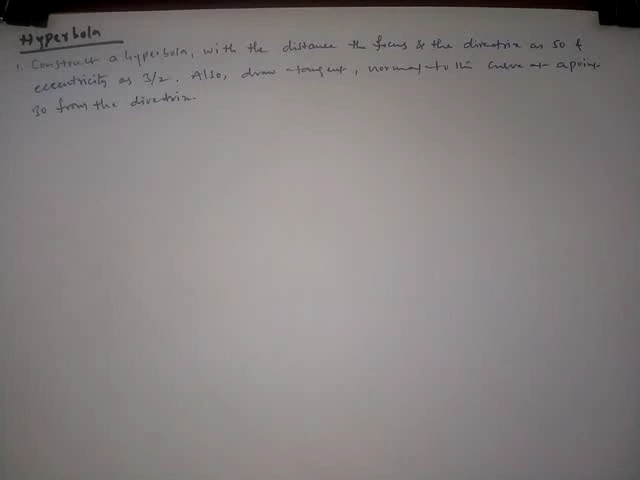 Hyperbola
1. Construct a hyperbola, with the distance the focus & the directrix as 50 &
eccentricity as 3/2. Also, draw tangent, normal to the curve at a point
30 from the directrix.